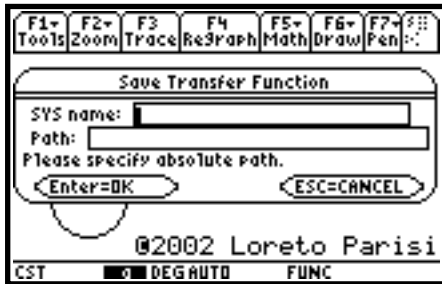 F1▾ F2▾ F3 F4 F5▾ F6▾ F7▾
Tools Zoom Trace ReGraph Math Draw Pen
Save Transfer Function
SYS name:
Path:
Please specify absolute path.
Enter=OK ESC=CANCEL
©2002 Loreto Parisi
CST DEG AUTO FUNC